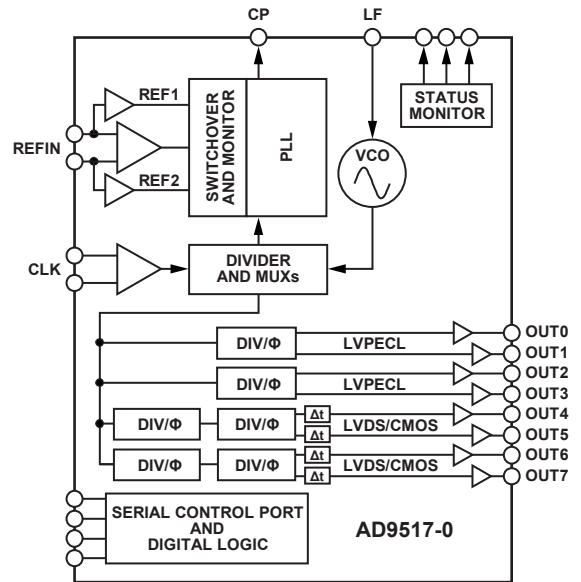 CP
LF
REF1
STATUS
MONITOR
REFIN
SWITCHOVER
AND MONITOR
PLL
VCO
REF2
CLK
DIVIDER
AND MUXs
DIV/Φ
LVPECL
OUT0
OUT1
DIV/Φ
LVPECL
OUT2
OUT3
DIV/Φ
DIV/Φ
Δt
Δt
LVDS/CMOS
OUT4
OUT5
DIV/Φ
DIV/Φ
Δt
Δt
LVDS/CMOS
OUT6
OUT7
SERIAL CONTROL PORT
AND
DIGITAL LOGIC
AD9517-0